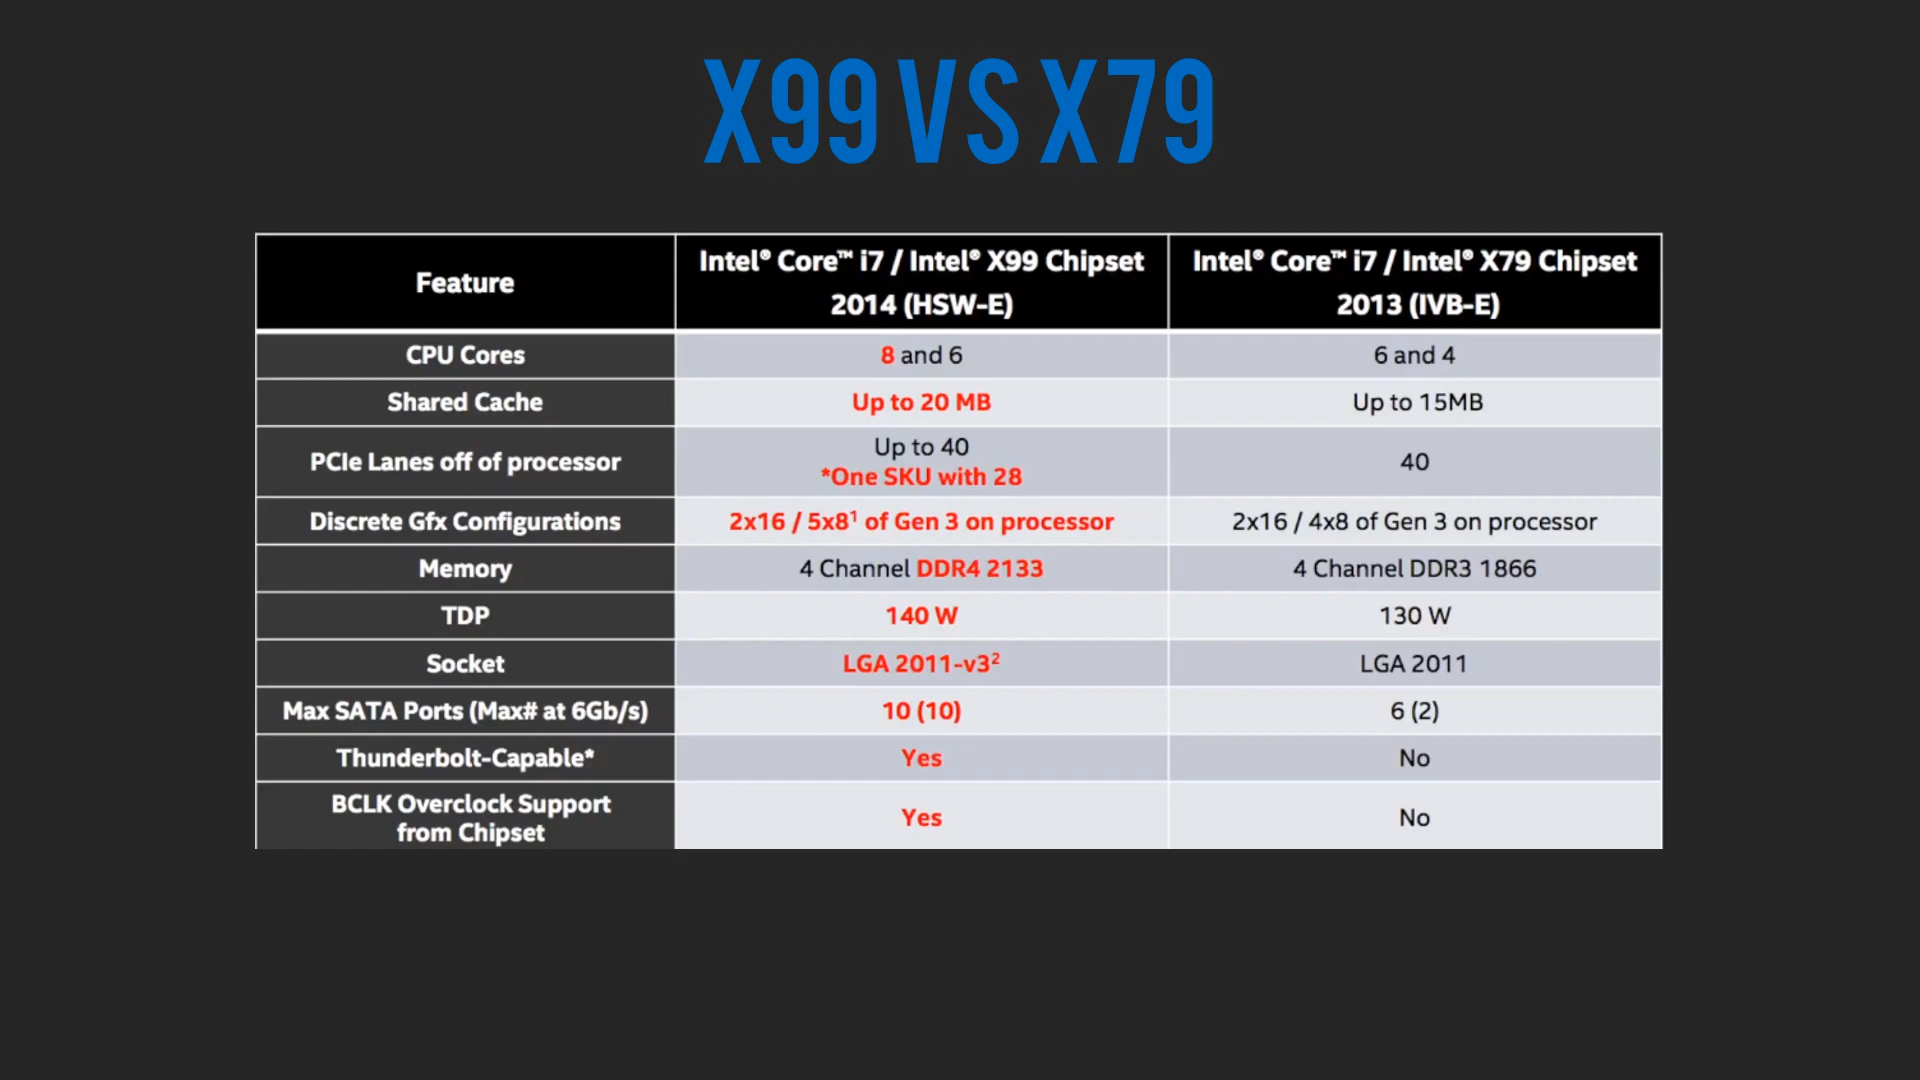 X99 VS X79
Feature
Intel® Core™ i7 / Intel® X99 Chipset
2014 (HSW-E)
Intel® Core™ i7 / Intel® X79 Chipset
2013 (IVB-E)
CPU Cores
8 and 6
6 and 4
Shared Cache
Up to 20 MB
Up to 15MB
PCIe Lanes off of processor
Up to 40
*One SKU with 28
40
Discrete Gfx Configurations
2x16 / 5x8¹ of Gen 3 on processor
2x16 / 4x8 of Gen 3 on processor
Memory
4 Channel DDR4 2133
4 Channel DDR3 1866
TDP
140 W
130 W
Socket
LGA 2011-v3²
LGA 2011
Max SATA Ports (Max# at 6Gb/s)
10 (10)
6 (2)
Thunderbolt-Capable*
Yes
No
BCLK Overclock Support
from Chipset
Yes
No